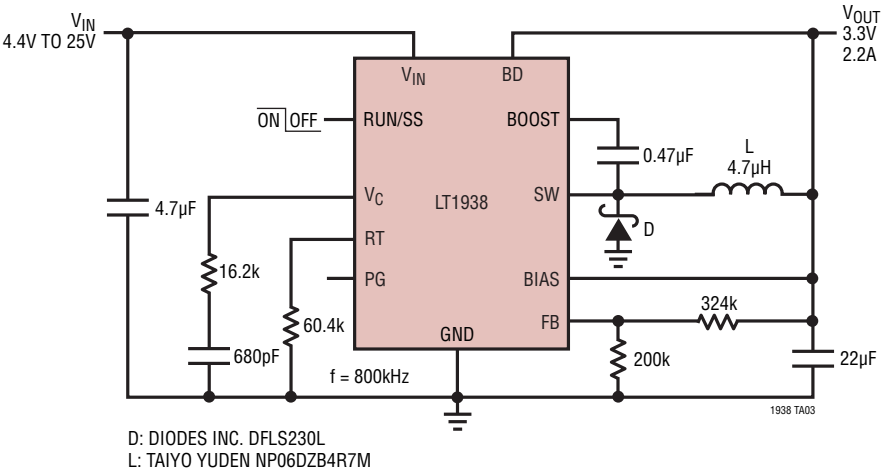 VIN
4.4V TO 25V
VOUT
3.3V
2.2A
VIN
BD
ON OFF
RUN/SS
BOOST
0.47µF
L
4.7µH
4.7µF
VC
LT1938
SW
D
16.2k
RT
PG
BIAS
324k
60.4k
FB
680pF
GND
200k
22µF
f = 800kHz
1938 TA03
D: DIODES INC. DFLS230L
L: TAIYO YUDEN NP06DZB4R7M